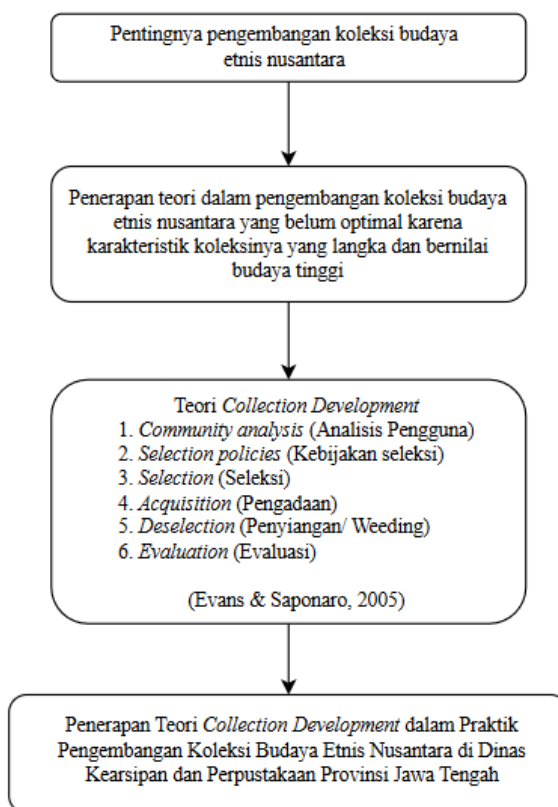 Pentingnya pengembangan koleksi budaya
etnis nusantara
Penerapan teori dalam pengembangan koleksi budaya
etnis nusantara yang belum optimal karena
karakteristik koleksinya yang langka dan bernilai
budaya tinggi
Teori Collection Development
1. Community analysis (Analisis Pengguna)
2. Selection policies (Kebijakan seleksi)
3. Selection (Seleksi)
4. Acquisition (Pengadaan)
5. Deselection (Penyiangan/ Weeding)
6. Evaluation (Evaluasi)
(Evans & Saponaro, 2005)
Penerapan Teori Collection Development dalam Praktik
Pengembangan Koleksi Budaya Etnis Nusantara di Dinas
Kearsipan dan Perpustakaan Provinsi Jawa Tengah